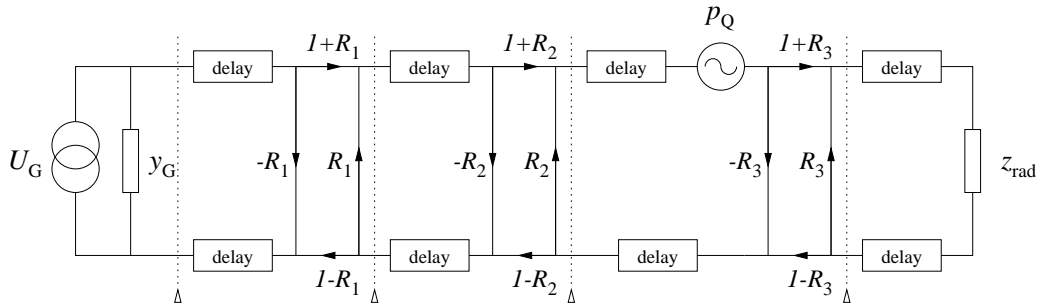 p_Q
1+R_1 1+R_2 1+R_3
delay delay delay delay
U_G y_G -R_1 R_1 -R_2 R_2 -R_3 R_3 z_rad
delay delay delay delay
1-R_1 1-R_2 1-R_3